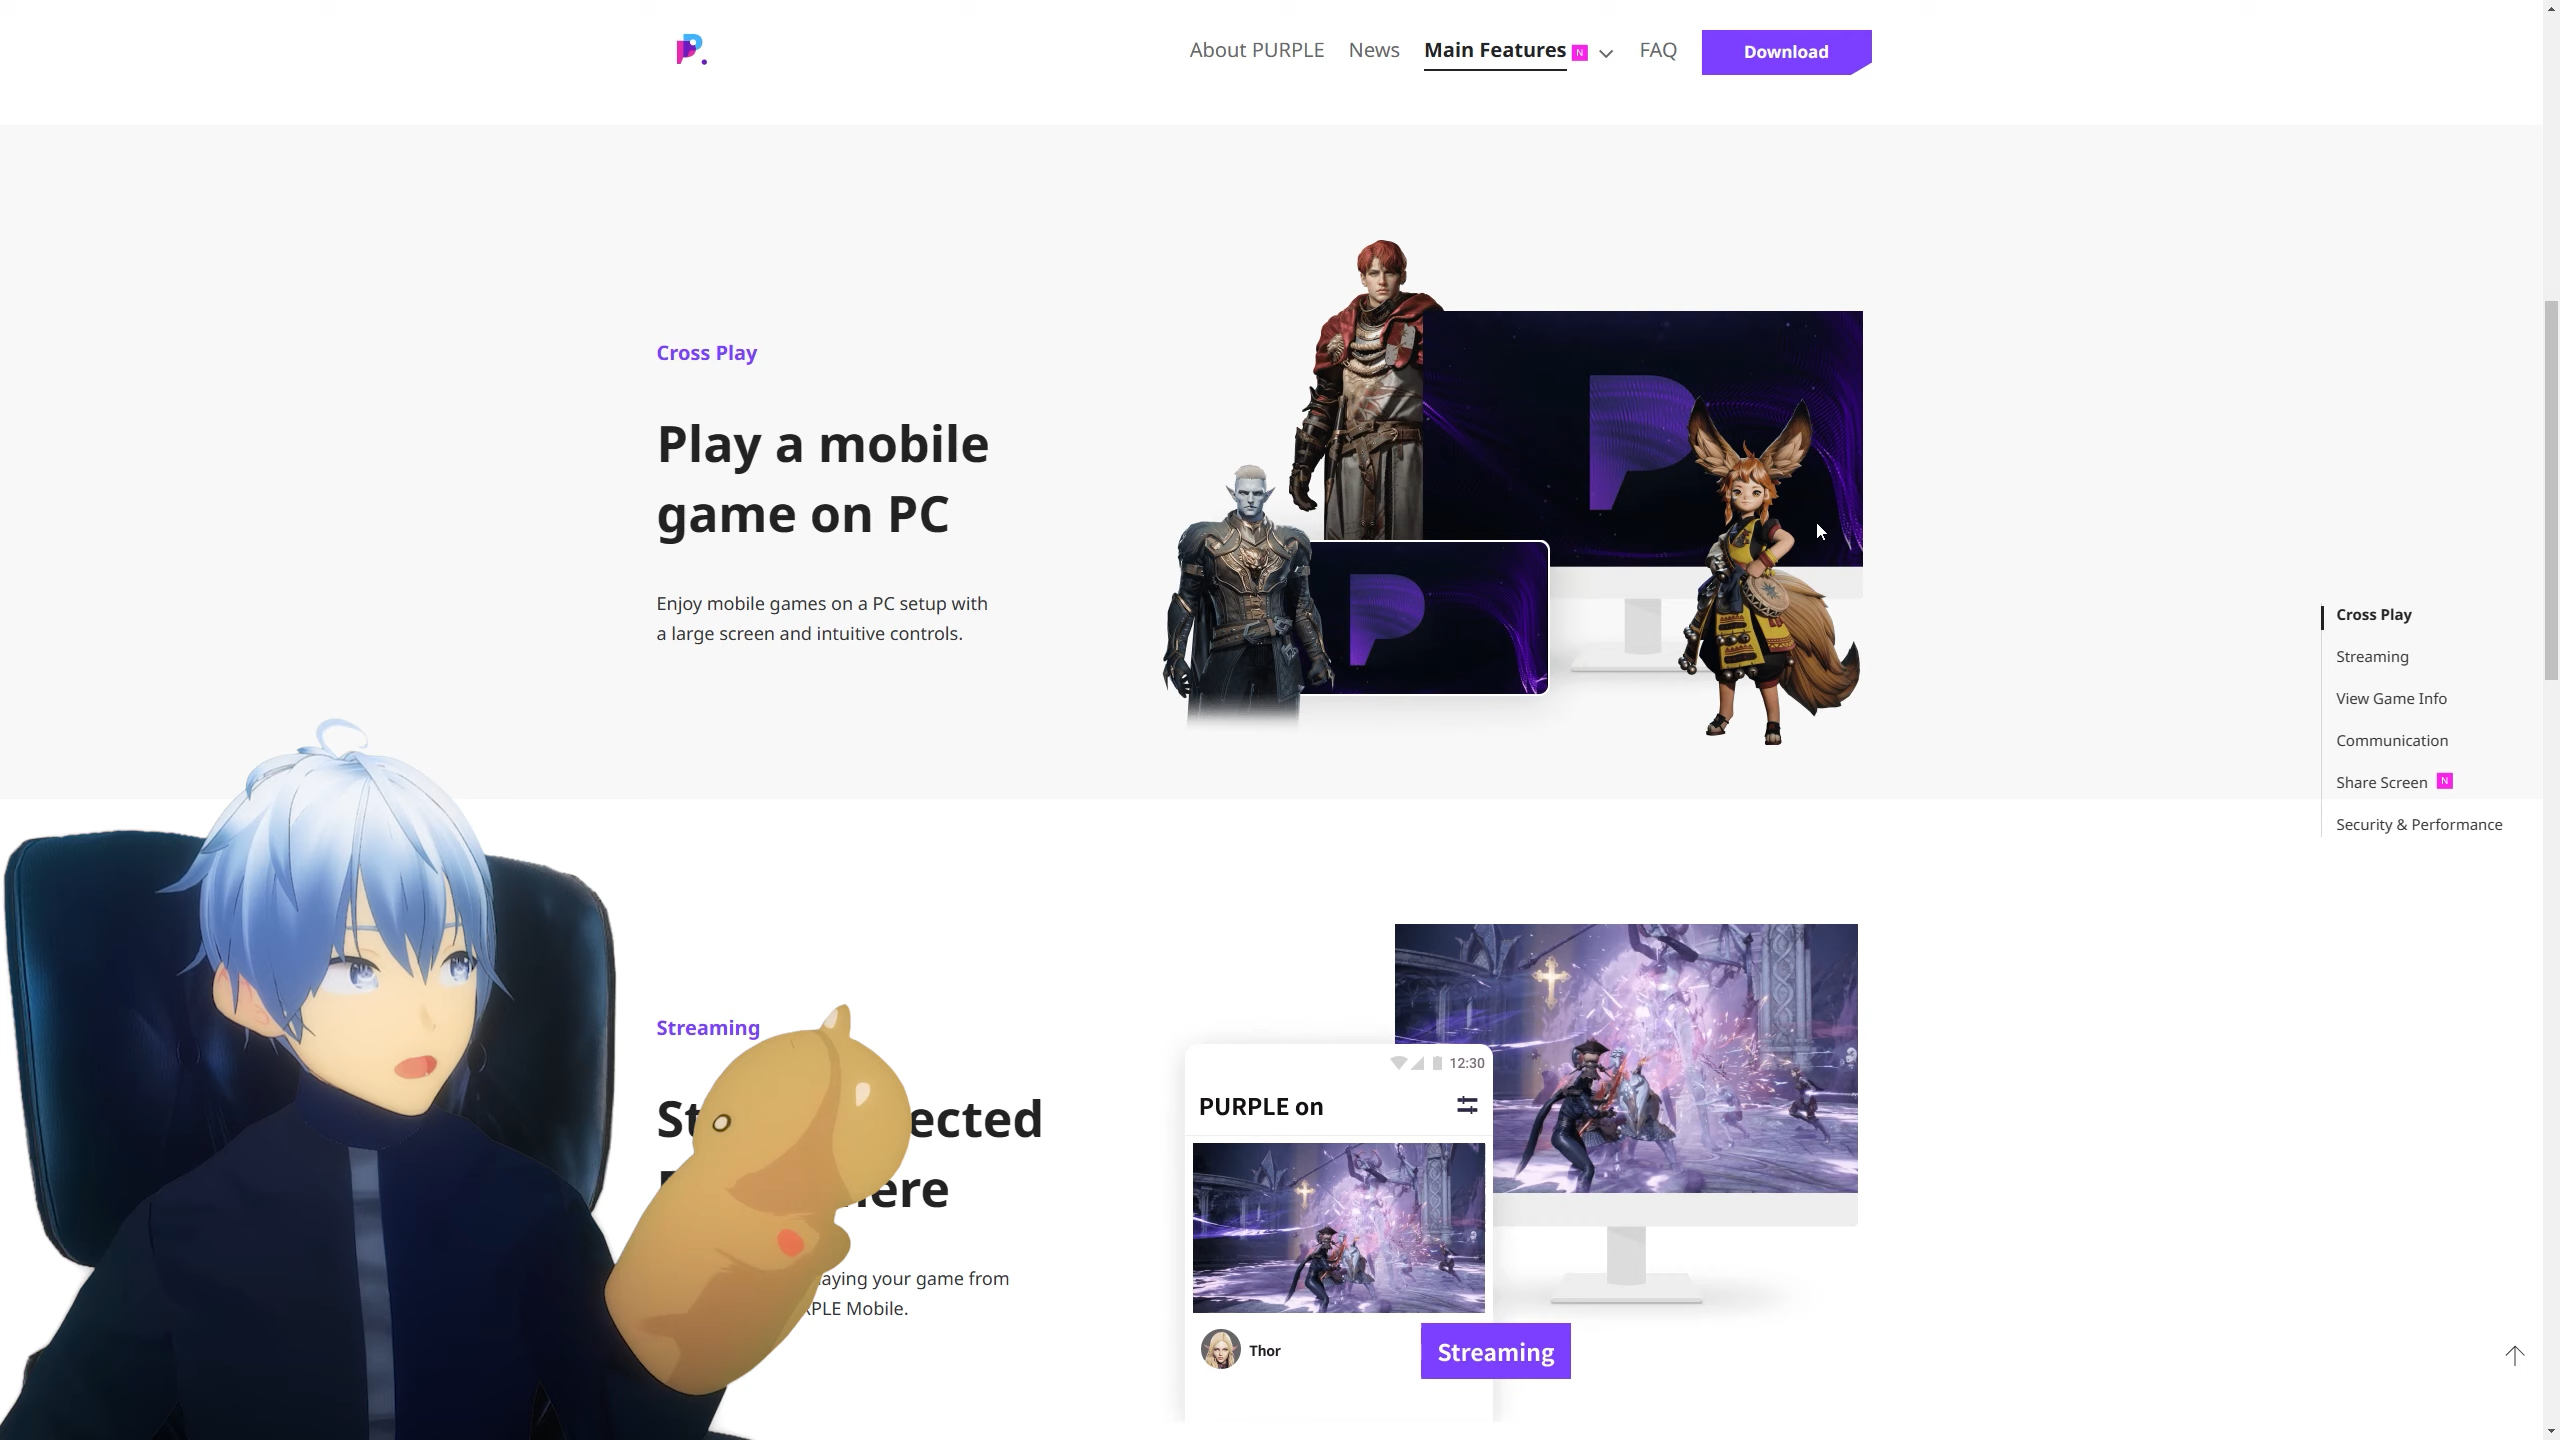 About PURPLE
News
Main Features N
FAQ
Download
Cross Play
Play a mobile
game on PC
Enjoy mobile games on a PC setup with
a large screen and intuitive controls.
Cross Play
Streaming
View Game Info
Communication
Share Screen N
Security & Performance
Streaming
ected
ere
aying your game from
PLE Mobile.
12:30
PURPLE on
Thor
Streaming